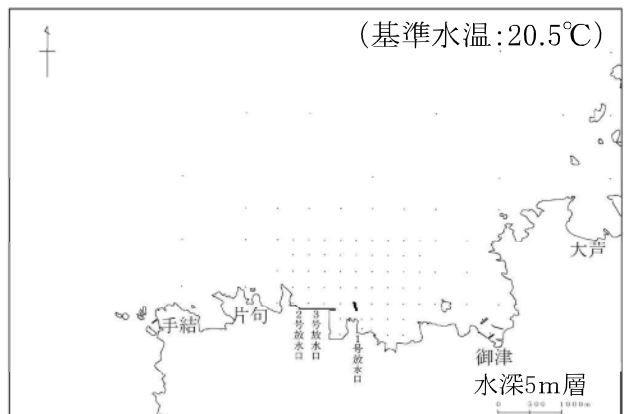 (基準水温:20.5℃)
大芦
手結
片句
2号放水口
3号放水口
1号放水口
御津
水深5m層
0 500 1000m